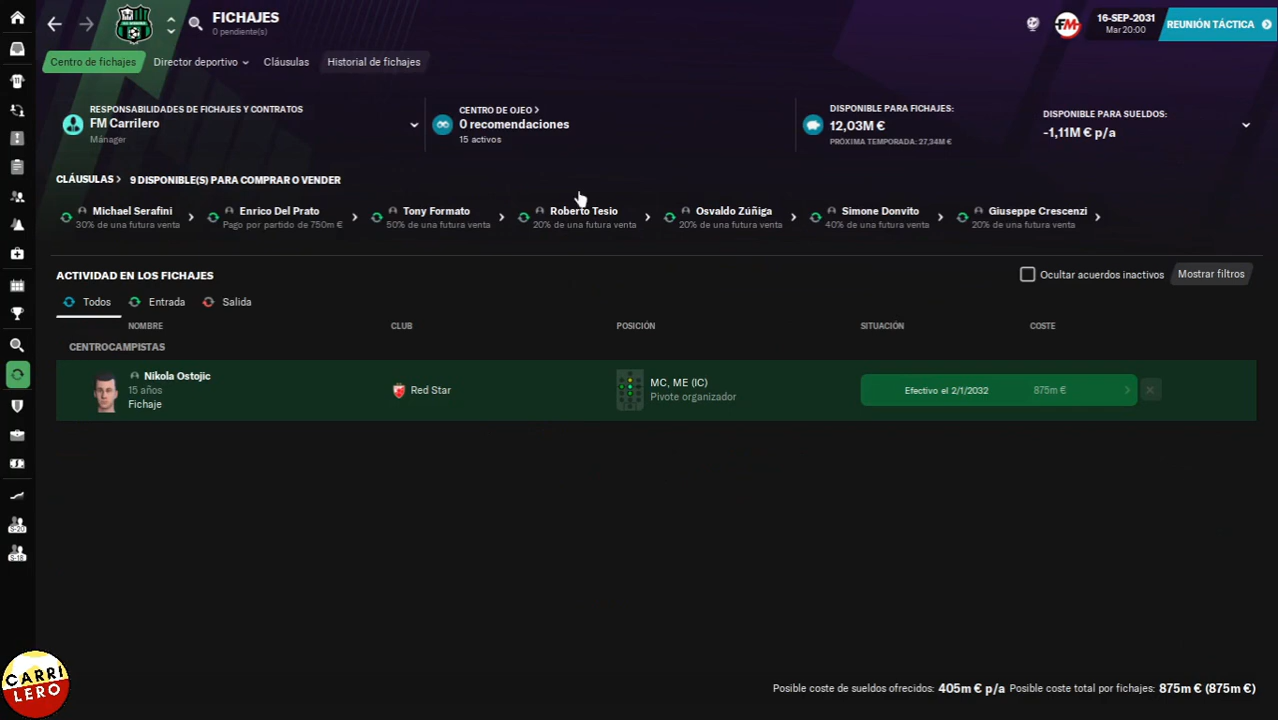 FICHAJES
0 pendiente(s)
16-SEP-2031
Mar 20:00
REUNIÓN TÁCTICA
Centro de fichajes
Director deportivo
Cláusulas
Historial de fichajes
RESPONSABILIDADES DE FICHAJES Y CONTRATOS
FM Carrilero
Mánager
CENTRO DE OJEO
0 recomendaciones
15 activos
DISPONIBLE PARA FICHAJES:
12,03M €
PRÓXIMA TEMPORADA: 27,34M €
DISPONIBLE PARA SUELDOS:
-1,11M € p/a
CLÁUSULAS
9 DISPONIBLE(S) PARA COMPRAR O VENDER
Michael Serafini
30% de una futura venta
Enrico Del Prato
Pago por partido de 750m €
Tony Formato
50% de una futura venta
Roberto Tesio
20% de una futura venta
Osvaldo Zúñiga
20% de una futura venta
Simone Donvito
40% de una futura venta
Giuseppe Crescenzi
20% de una futura venta
ACTIVIDAD EN LOS FICHAJES
Ocultar acuerdos inactivos
Mostrar filtros
Todos
Entrada
Salida
NOMBRE
CLUB
POSICIÓN
SITUACIÓN
COSTE
CENTROCAMPISTAS
Nikola Ostojic
15 años
Fichaje
Red Star
MC, ME (IC)
Pivote organizador
Efectivo el 2/1/2032
875m €
S-20
S-18
CARRI
LERO
Posible coste de sueldos ofrecidos: 405m € p/a Posible coste total por fichajes: 875m € (875m €)